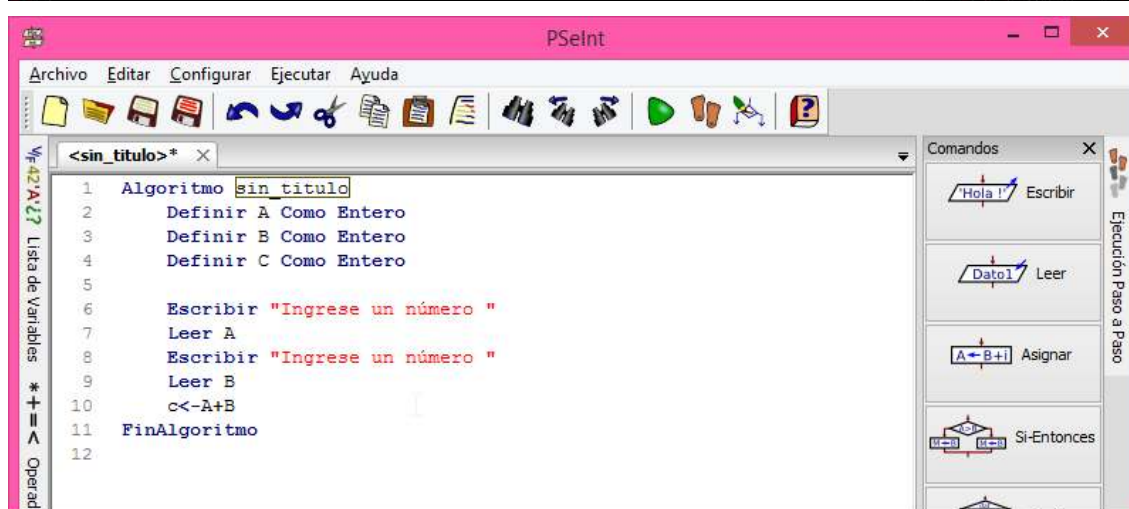 PSeInt
Archivo Editar Configurar Ejecutar Ayuda
<sin_titulo>* ×
1 Algoritmo sin_titulo
2 Definir A Como Entero
3 Definir B Como Entero
4 Definir C Como Entero
5
6 Escribir "Ingrese un número "
7 Leer A
8 Escribir "Ingrese un número "
9 Leer B
10 c<-A+B
11 FinAlgoritmo
12
42 'A' ¿? Lista de Variables
* + = < Operad
Comandos
'Hola !' Escribir
Dato1 Leer
A←B+i Asignar
Si-Entonces
Ejecución Paso a Paso